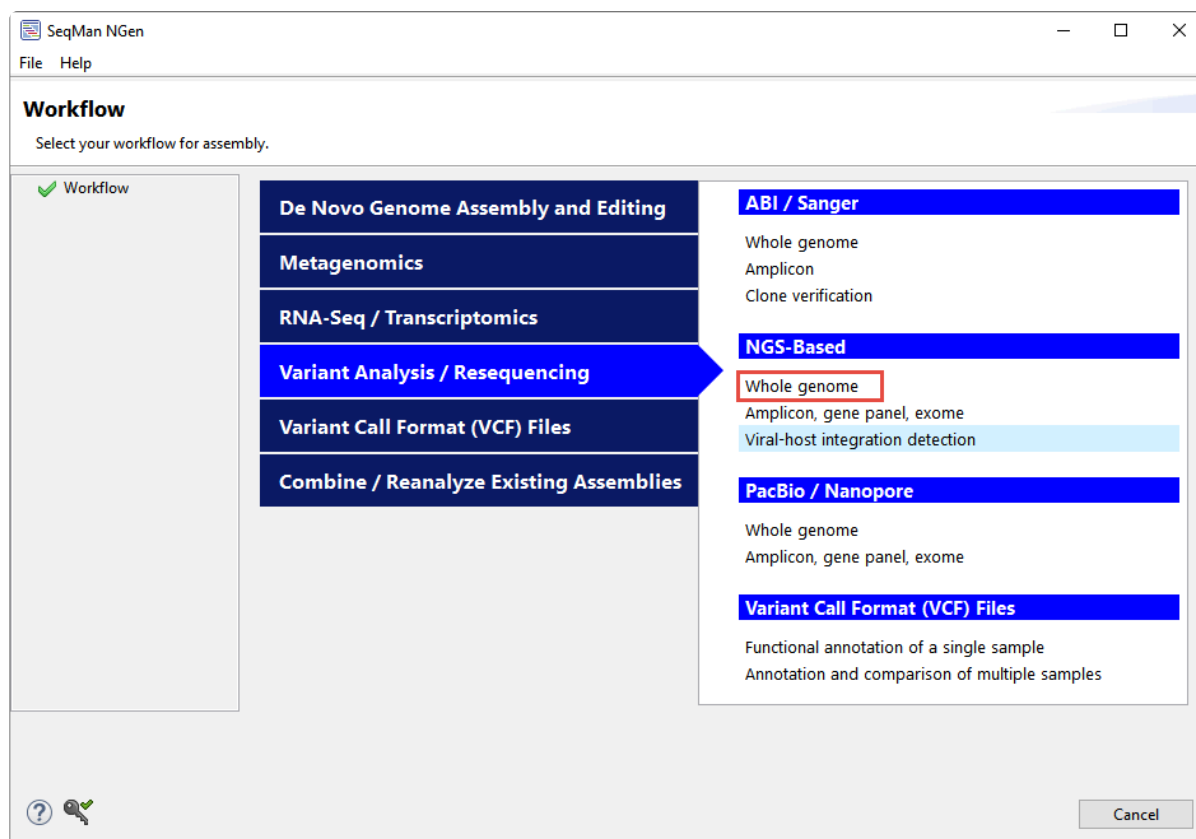 SeqMan NGen
File Help
Workflow
Select your workflow for assembly.
Workflow
De Novo Genome Assembly and Editing
Metagenomics
RNA-Seq / Transcriptomics
Variant Analysis / Resequencing
Variant Call Format (VCF) Files
Combine / Reanalyze Existing Assemblies
ABI / Sanger
Whole genome
Amplicon
Clone verification
NGS-Based
Whole genome
Amplicon, gene panel, exome
Viral-host integration detection
PacBio / Nanopore
Whole genome
Amplicon, gene panel, exome
Variant Call Format (VCF) Files
Functional annotation of a single sample
Annotation and comparison of multiple samples
?
Cancel